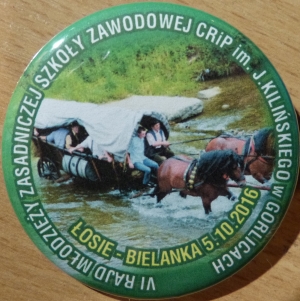 VI RAJD MŁODZIEŻY ZASADNICZEJ SZKOŁY ZAWODOWEJ CRiP im. J.KILIŃSKIEGO W GORLICACH
ŁOSIE - BIELANKA 5.10.2016